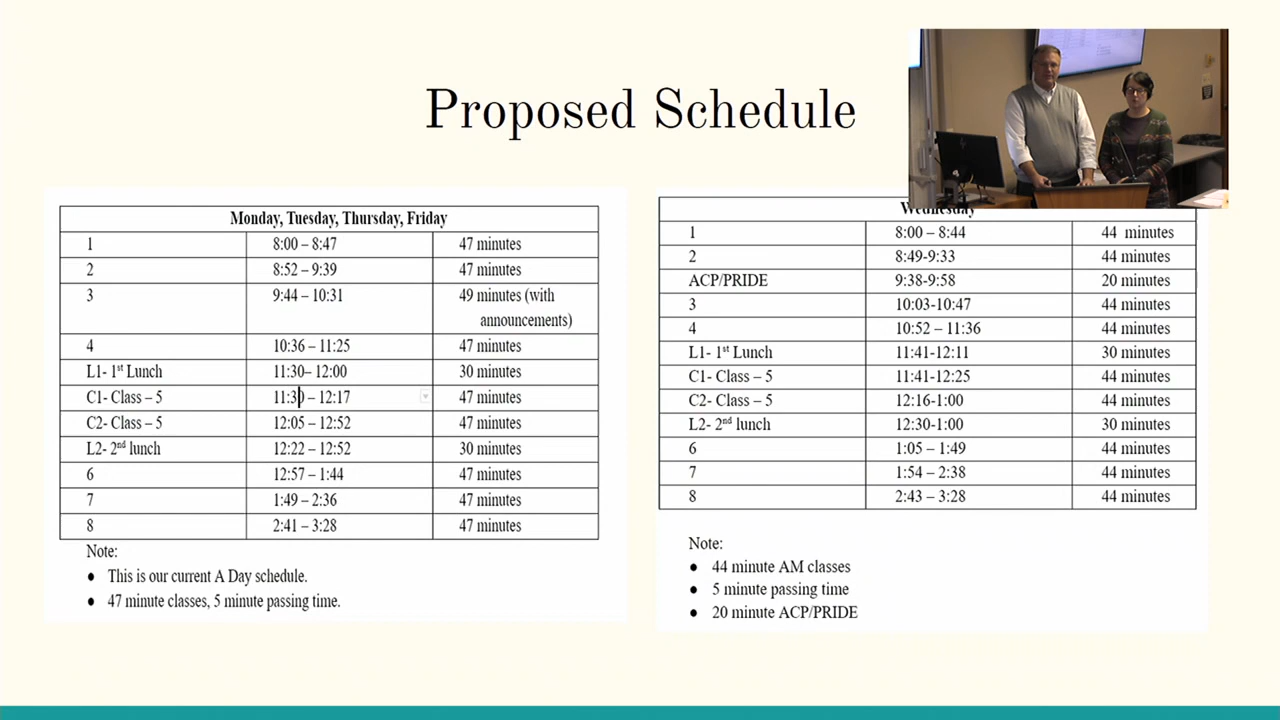 Proposed Schedule
Monday, Tuesday, Thursday, Friday
1 8:00 – 8:47 47 minutes
2 8:52 – 9:39 47 minutes
3 9:44 – 10:31 49 minutes (with
announcements)
4 10:36 – 11:25 47 minutes
L1- 1st Lunch 11:30– 12:00 30 minutes
C1- Class – 5 11:30 – 12:17 47 minutes
C2- Class – 5 12:05 – 12:52 47 minutes
L2- 2nd lunch 12:22 – 12:52 30 minutes
6 12:57 – 1:44 47 minutes
7 1:49 – 2:36 47 minutes
8 2:41 – 3:28 47 minutes
Note:
● This is our current A Day schedule.
● 47 minute classes, 5 minute passing time.
Wednesday
1 8:00 – 8:44 44 minutes
2 8:49-9:33 44 minutes
ACP/PRIDE 9:38-9:58 20 minutes
3 10:03-10:47 44 minutes
4 10:52 – 11:36 44 minutes
L1- 1st Lunch 11:41-12:11 30 minutes
C1- Class – 5 11:41-12:25 44 minutes
C2- Class – 5 12:16-1:00 44 minutes
L2- 2nd lunch 12:30-1:00 30 minutes
6 1:05 – 1:49 44 minutes
7 1:54 – 2:38 44 minutes
8 2:43 – 3:28 44 minutes
Note:
● 44 minute AM classes
● 5 minute passing time
● 20 minute ACP/PRIDE